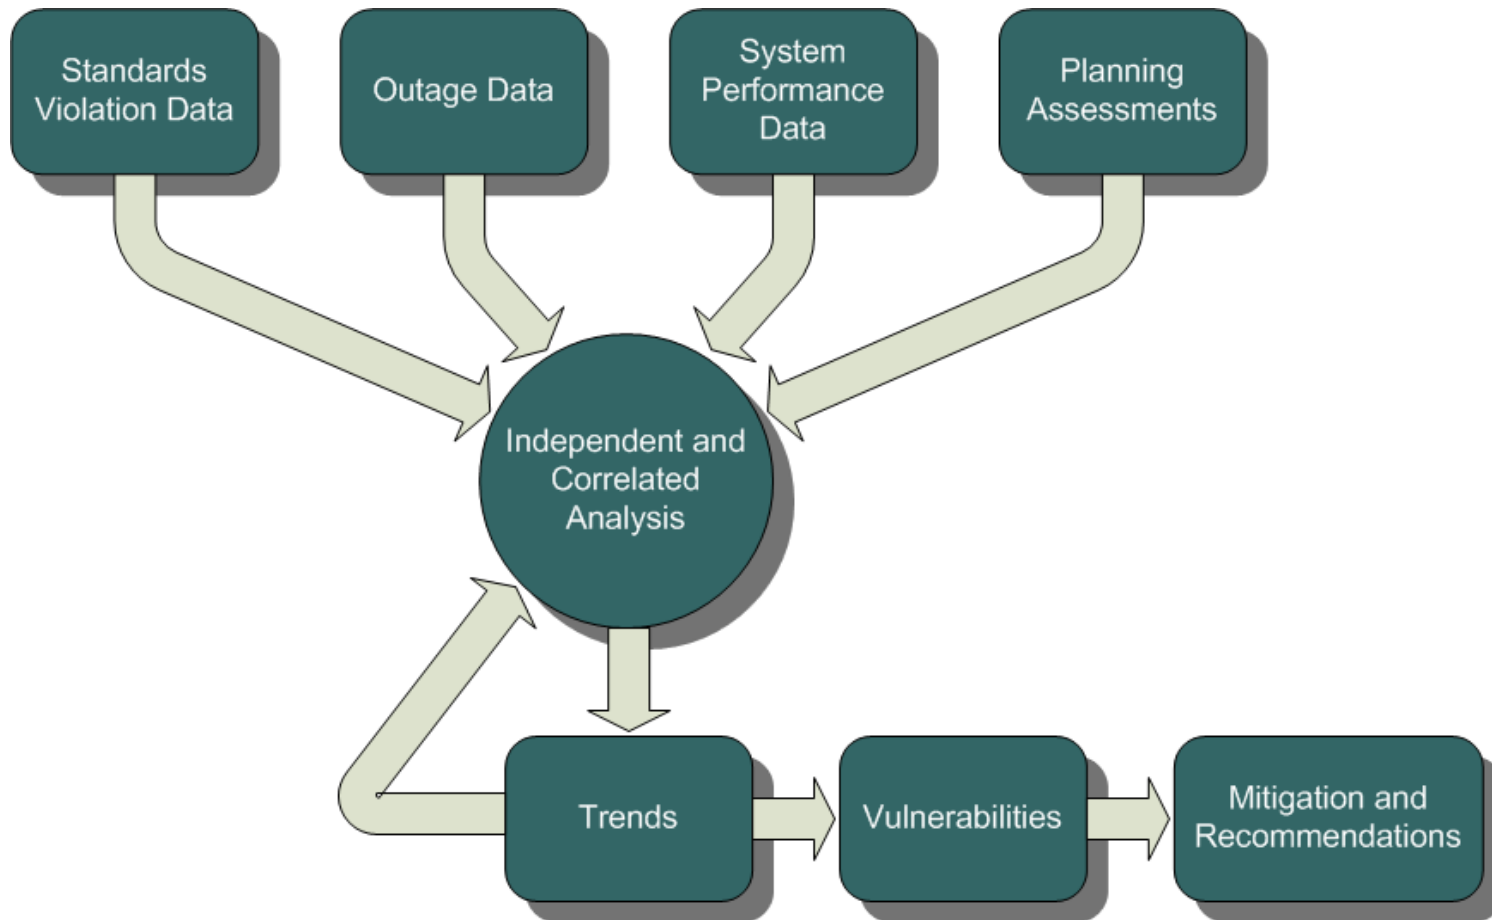 Standards
Violation Data
Outage Data
System
Performance
Data
Planning
Assessments
Independent and
Correlated
Analysis
Trends
Vulnerabilities
Mitigation and
Recommendations